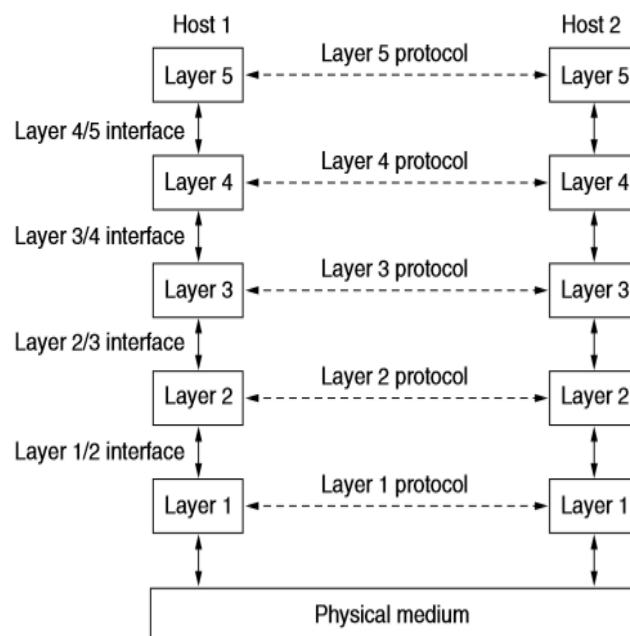 Host 1 Host 2
Layer 5 Layer 5 protocol Layer 5
Layer 4/5 interface
Layer 4 Layer 4 protocol Layer 4
Layer 3/4 interface
Layer 3 Layer 3 protocol Layer 3
Layer 2/3 interface
Layer 2 Layer 2 protocol Layer 2
Layer 1/2 interface
Layer 1 Layer 1 protocol Layer 1
Physical medium